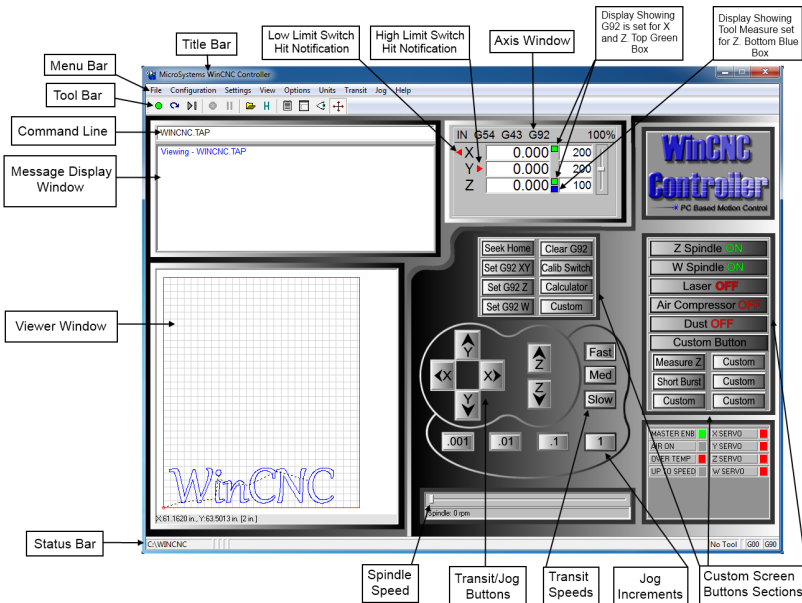 Title Bar
Low Limit Switch
Hit Notification
High Limit Switch
Hit Notification
Axis Window
Display Showing
G92 is set for X
and Z. Top Green
Box
Display Showing
Tool Measure set
for Z. Bottom Blue
Box
Menu Bar
Tool Bar
Command Line
Message Display
Window
Viewer Window
Status Bar
MicroSystems WinCNC Controller
File Configuration Settings View Options Units Transit Jog Help
WINCNC.TAP
Viewing - WINCNC.TAP
IN G54 G43 G92 100%
X 0.000 200
Y 0.000 200
Z 0.000 100
WinCNC
Controller
PC Based Motion Control
Seek Home Clear G92
Set G92 XY Calib Switch
Set G92 Z Calculator
Set G92 W Custom
Z Spindle ON
W Spindle ON
Laser OFF
Air Compressor OFF
Dust OFF
Custom Button
Measure Z Custom
Short Burst Custom
Custom Custom
Y
X X
Y
Z
Z
Fast
Med
Slow
.001 .01 .1 1
MASTER ENB X SERVO
AIR ON Y SERVO
OVER TEMP Z SERVO
UP TO SPEED W SERVO
WinCNC
X:61.1620 in., Y:63.5013 in. [2 in.]
Spindle: 0 rpm
C:\WINCNC No Tool G00 G90
Spindle
Speed
Transit/Jog
Buttons
Transit
Speeds
Jog
Increments
Custom Screen
Buttons Sections